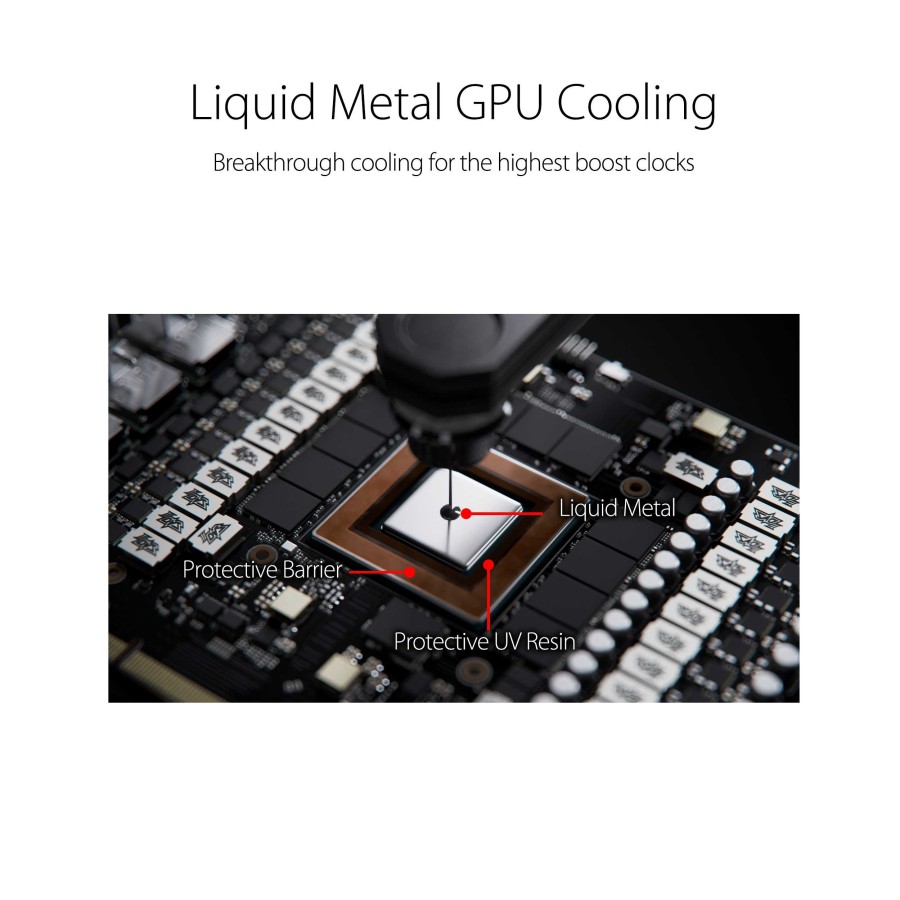 Liquid Metal GPU Cooling
Breakthrough cooling for the highest boost clocks
Liquid Metal
Protective Barrier
Protective UV Resin